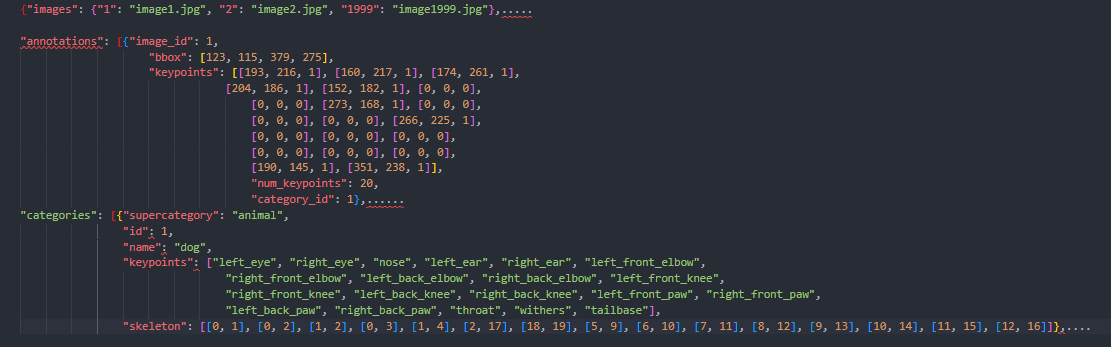 {"images": {"1": "image1.jpg", "2": "image2.jpg", "1999": "image1999.jpg"},.....
"annotations": [{"image_id": 1,
"bbox": [123, 115, 379, 275],
"keypoints": [[193, 216, 1], [160, 217, 1], [174, 261, 1],
[204, 186, 1], [152, 182, 1], [0, 0, 0],
[0, 0, 0], [273, 168, 1], [0, 0, 0],
[0, 0, 0], [0, 0, 0], [266, 225, 1],
[0, 0, 0], [0, 0, 0], [0, 0, 0],
[0, 0, 0], [0, 0, 0], [0, 0, 0],
[190, 145, 1], [351, 238, 1]],
"num_keypoints": 20,
"category_id": 1},......
"categories": [{"supercategory": "animal",
"id": 1,
"name": "dog",
"keypoints": ["left_eye", "right_eye", "nose", "left_ear", "right_ear", "left_front_elbow",
"right_front_elbow", "left_back_elbow", "right_back_elbow", "left_front_knee",
"right_front_knee", "left_back_knee", "right_back_knee", "left_front_paw", "right_front_paw",
"left_back_paw", "right_back_paw", "throat", "withers", "tailbase"],
"skeleton": [[0, 1], [0, 2], [1, 2], [0, 3], [1, 4], [2, 17], [18, 19], [5, 9], [6, 10], [7, 11], [8, 12], [9, 13], [10, 14], [11, 15], [12, 16]]},....